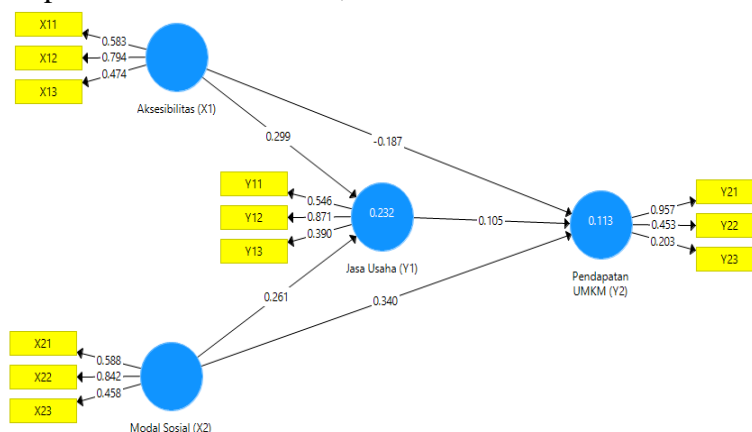 X11
0.583
X12
0.794
X13
0.474
Aksesibilitas (X1)
0.299
-0.187
Y11
0.546
Y12
0.871
Y13
0.390
0.232
Jasa Usaha (Y1)
0.105
0.113
Pendapatan
UMKM (Y2)
0.957
Y21
0.453
Y22
0.203
Y23
0.261
0.340
X21
0.588
X22
0.842
X23
0.458
Modal Sosial (X2)